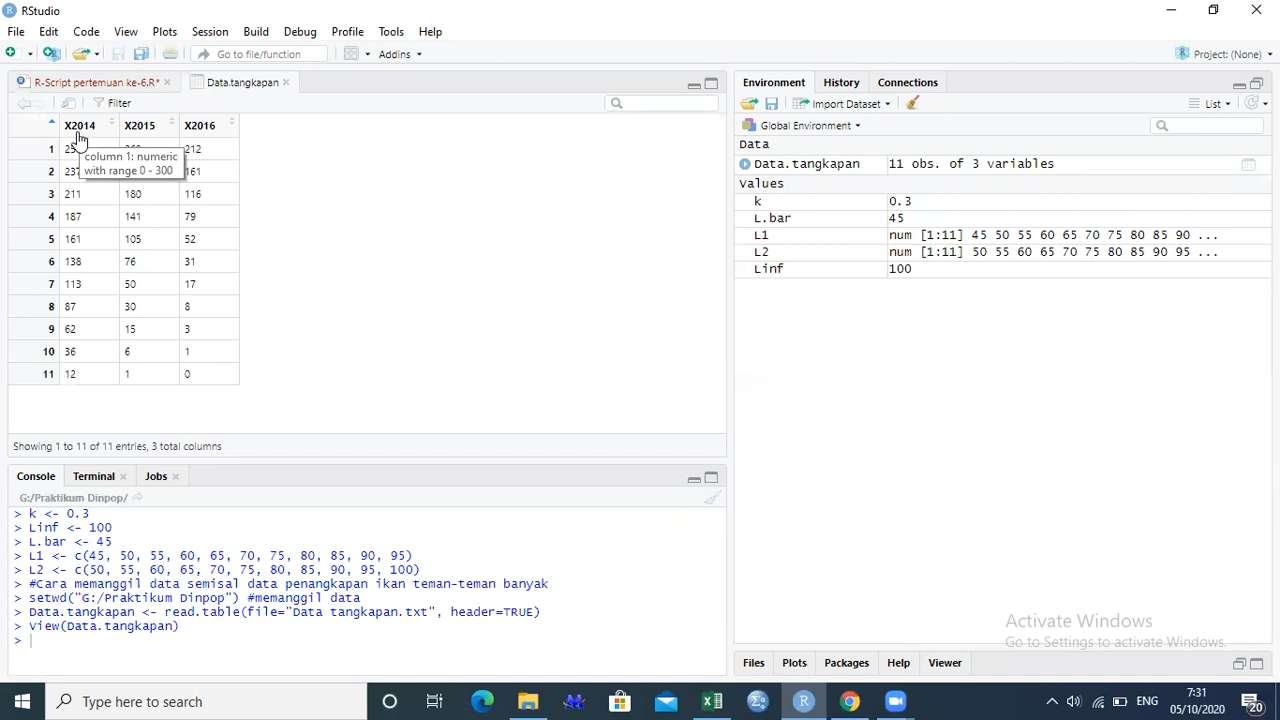 RStudio
File Edit Code View Plots Session Build Debug Profile Tools Help
Go to file/function Addins Project: (None)
R-Script pertemuan ke-6.R* Data.tangkapan
Filter
X2014 X2015 X2016
1 212
column 1: numeric
with range 0 - 300
2 237 161
3 211 180 116
4 187 141 79
5 161 105 52
6 138 76 31
7 113 50 17
8 87 30 8
9 62 15 3
10 36 6 1
11 12 1 0
Showing 1 to 11 of 11 entries, 3 total columns
Console Terminal Jobs
G:/Praktikum Dinpop/
> k <- 0.3
> Linf <- 100
> L.bar <- 45
> L1 <- c(45, 50, 55, 60, 65, 70, 75, 80, 85, 90, 95)
> L2 <- c(50, 55, 60, 65, 70, 75, 80, 85, 90, 95, 100)
> #Cara memanggil data semisal data penangkapan ikan teman-teman banyak
> setwd("G:/Praktikum Dinpop") #memanggil data
> Data.tangkapan <- read.table(file="Data tangkapan.txt", header=TRUE)
> View(Data.tangkapan)
>
Environment History Connections
Import Dataset List
Global Environment
Data
Data.tangkapan 11 obs. of 3 variables
Values
k 0.3
L.bar 45
L1 num [1:11] 45 50 55 60 65 70 75 80 85 90 ...
L2 num [1:11] 50 55 60 65 70 75 80 85 90 95 ...
Linf 100
Activate Windows
Go to Settings to activate Windows.
Files Plots Packages Help Viewer
Type here to search
ENG
7:31
05/10/2020
20